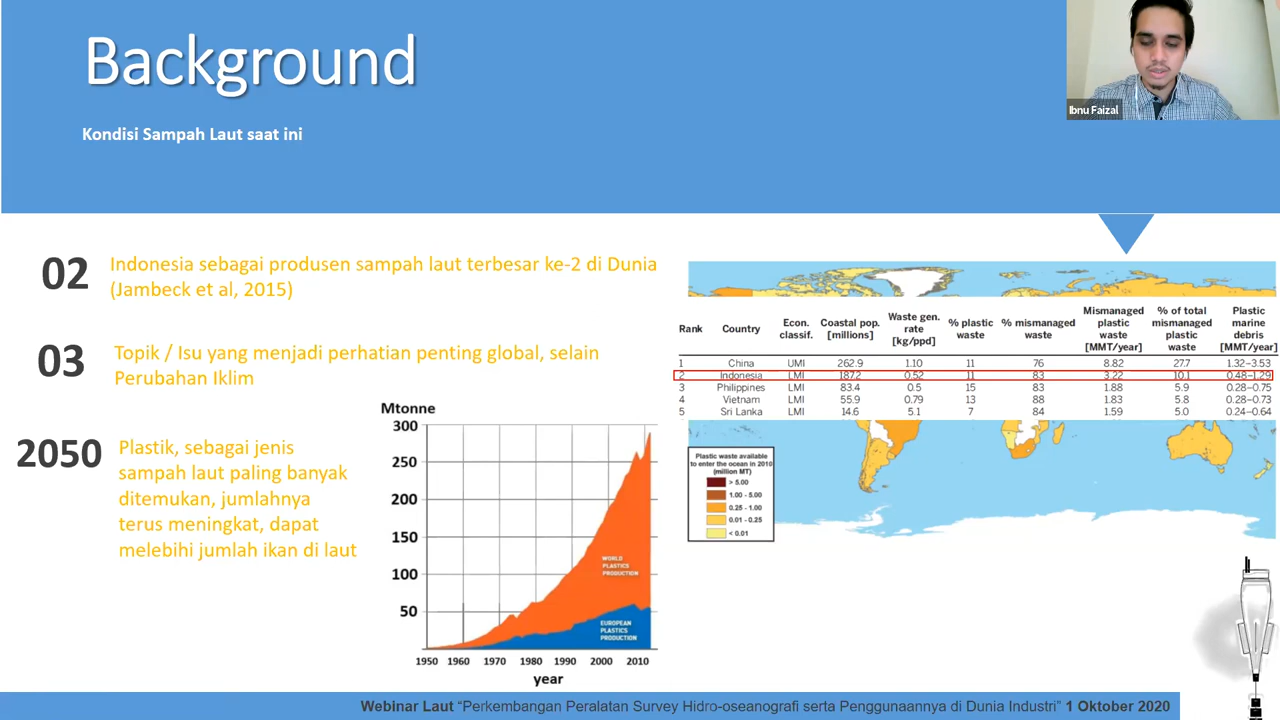 Background
Kondisi Sampah Laut saat ini
Ibnu Faizal
02
Indonesia sebagai produsen sampah laut terbesar ke-2 di Dunia
(Jambeck et al, 2015)
03
Topik / Isu yang menjadi perhatian penting global, selain
Perubahan Iklim
2050
Plastik, sebagai jenis
sampah laut paling banyak
ditemukan, jumlahnya
terus meningkat, dapat
melebihi jumlah ikan di laut
Mtonne
300
250
200
150
100
50
WORLD
PLASTICS
PRODUCTION
EUROPEAN
PLASTICS
PRODUCTION
1950 1960 1970 1980 1990 2000 2010
year
Rank Country Econ. classif. Coastal pop. [millions] Waste gen. rate [kg/ppd] % plastic waste % mismanaged waste Mismanaged plastic waste [MMT/year] % of total mismanaged plastic waste Plastic marine debris [MMT/year]
1 China UMI 262.9 1.10 11 76 8.82 27.7 1.32–3.53
2 Indonesia LMI 187.2 0.52 11 83 3.22 10.1 0.48–1.29
3 Philippines LMI 83.4 0.5 15 83 1.88 5.9 0.28–0.75
4 Vietnam LMI 55.9 0.79 13 88 1.83 5.8 0.28–0.73
5 Sri Lanka LMI 14.6 5.1 7 84 1.59 5.0 0.24–0.64
Plastic waste available
to enter the ocean in 2010
(million MT)
> 5.00
1.00 - 5.00
0.25 - 1.00
0.01 - 0.25
< 0.01
Webinar Laut “Perkembangan Peralatan Survey Hidro-oseanografi serta Penggunaannya di Dunia Industri” 1 Oktober 2020